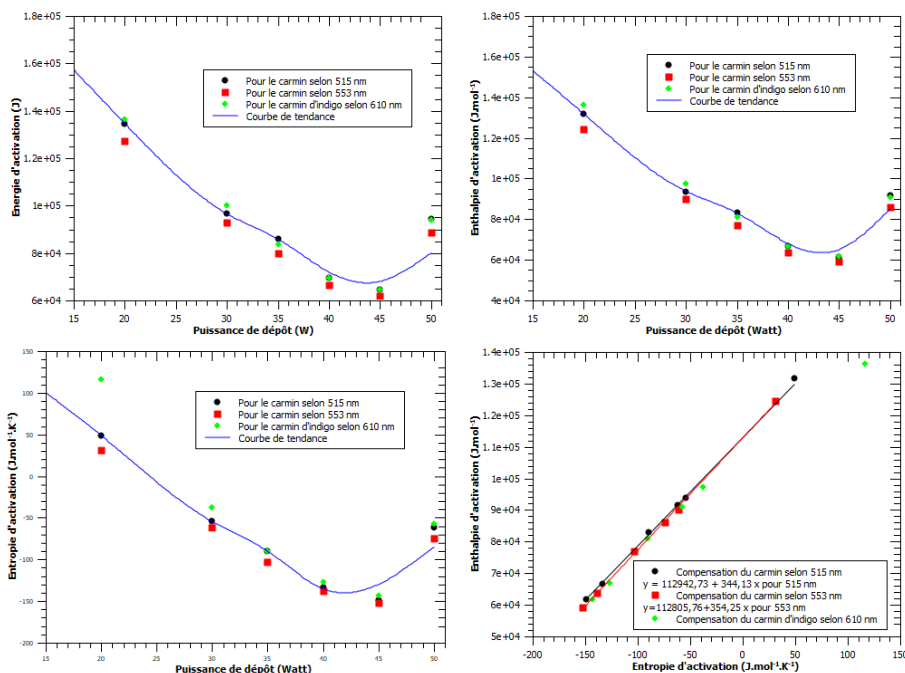 1.8e+05
1.6e+05
1.4e+05
1.2e+05
1e+05
8e+04
6e+04
Energie d'activation (J)
Pour le carmin selon 515 nm
Pour le carmin selon 553 nm
Pour le carmin d'indigo selon 610 nm
Courbe de tendance
15 20 25 30 35 40 45 50
Puissance de dépôt (W)
1.8e+05
1.6e+05
1.4e+05
1.2e+05
1e+05
8e+04
6e+04
4e+04
Enthalpie d'activation (J.mol⁻¹)
Pour le carmin selon 515 nm
Pour le carmin selon 553 nm
Pour le carmin d'indigo selon 610 nm
Courbe de tendance
15 20 25 30 35 40 45 50
Puissance de dépôt (Watt)
150
100
50
0
-50
-100
-150
-200
Entropie d'activation (J.mol⁻¹.K⁻¹)
Pour le carmin selon 515 nm
Pour le carmin selon 553 nm
Pour le carmin d'indigo selon 610 nm
Courbe de tendance
15 20 25 30 35 40 45 50
Puissance de dépôt (Watt)
1.4e+05
1.3e+05
1.2e+05
1.1e+05
1e+05
9e+04
8e+04
7e+04
6e+04
5e+04
Enthalpie d'activation (J.mol⁻¹)
Compensation du carmin selon 515 nm
y = 112942,73 + 344,13 x pour 515 nm
Compensation du carmin selon 553 nm
y=112805,76+354,25 x pour 553 nm
Compensation du carmin d'indigo selon 610 nm
-200 -150 -100 -50 0 50 100 150
Entropie d'activation (J.mol⁻¹.K⁻¹)